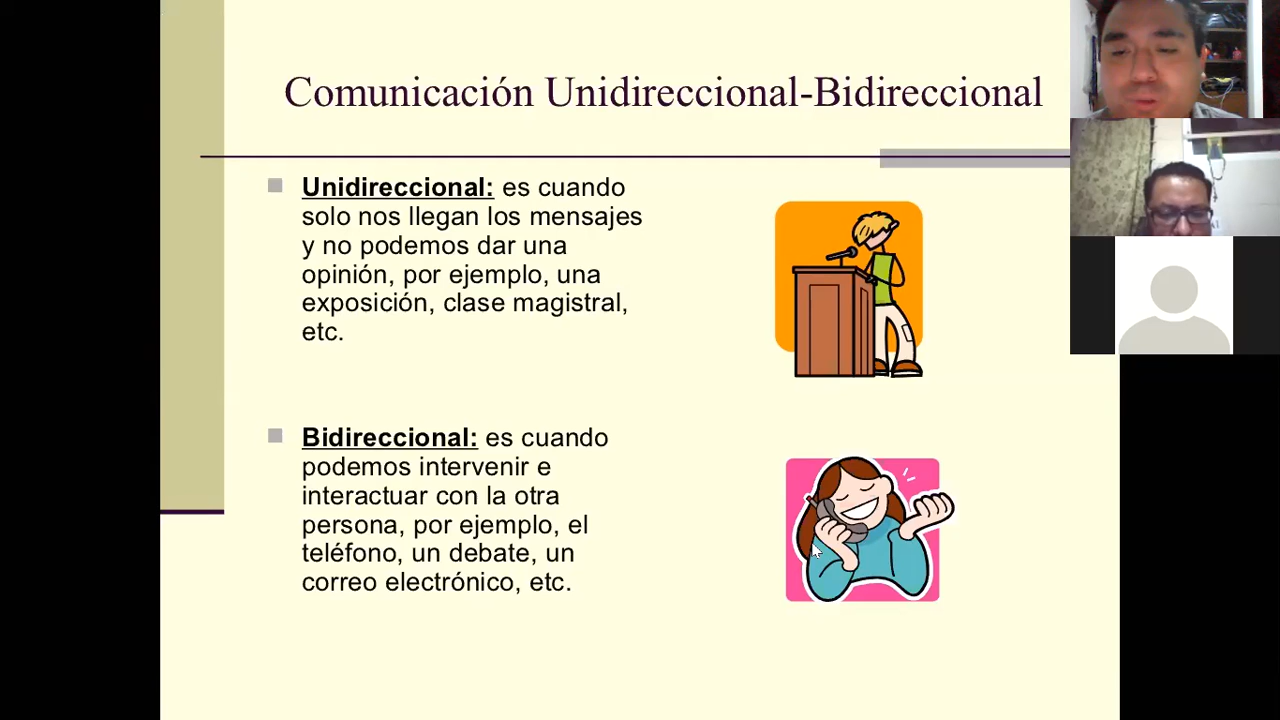 Comunicación Unidireccional-Bidireccional
Unidireccional: es cuando
solo nos llegan los mensajes
y no podemos dar una
opinión, por ejemplo, una
exposición, clase magistral,
etc.
Bidireccional: es cuando
podemos intervenir e
interactuar con la otra
persona, por ejemplo, el
teléfono, un debate, un
correo electrónico, etc.